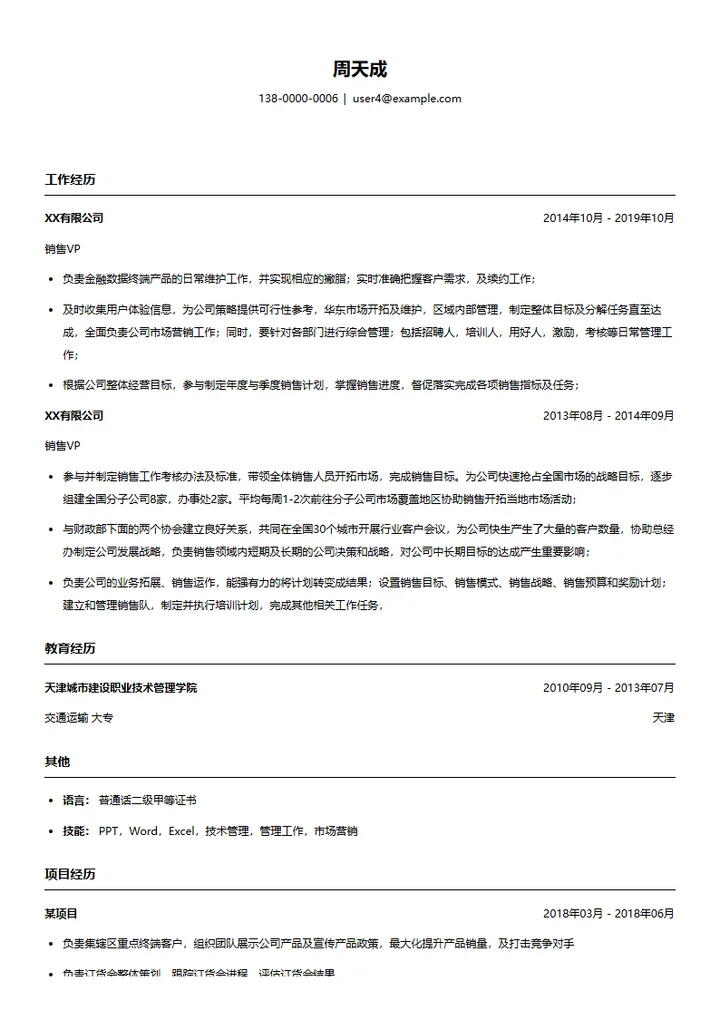 周天成
138-0000-0006 | user4@example.com
工作经历
XX有限公司 2014年10月 - 2019年10月
销售VP
• 负责金融数据终端产品的日常维护工作，并实现相应的撇脂；实时准确把握客户需求，及续约工作；
• 及时收集用户体验信息，为公司策略提供可行性参考，华东市场开拓及维护，区域内部管理，制定整体目标及分解任务直至达
成，全面负责公司市场营销工作；同时，要针对各部门进行综合管理；包括招聘人，培训人，用好人，激励，考核等日常管理工
作；
• 根据公司整体经营目标，参与制定年度与季度销售计划，掌握销售进度，督促落实完成各项销售指标及任务；
XX有限公司 2013年08月 - 2014年09月
销售VP
• 参与并制定销售工作考核办法及标准，带领全体销售人员开拓市场，完成销售目标。为公司快速抢占全国市场的战略目标，逐步
组建全国分子公司8家，办事处2家。平均每周1-2次前往分子公司市场覆盖地区协助销售开拓当地市场活动；
• 与财政部下面的两个协会建立良好关系，共同在全国30个城市开展行业客户会议，为公司快生产生了大量的客户数量，协助总经
办制定公司发展战略，负责销售领域内短期及长期的公司决策和战略，对公司中长期目标的达成产生重要影响；
• 负责公司的业务拓展、销售运作，能强有力的将计划转变成结果；设置销售目标、销售模式、销售战略、销售预算和奖励计划；
建立和管理销售队，制定并执行培训计划，完成其他相关工作任务，
教育经历
天津城市建设职业技术管理学院 2010年09月 - 2013年07月
交通运输 大专 天津
其他
• 语言： 普通话二级甲等证书
• 技能： PPT，Word，Excel，技术管理，管理工作，市场营销
项目经历
某项目 2018年03月 - 2018年06月
• 负责集辖区重点终端客户，组织团队展示公司产品及宣传产品政策，最大化提升产品销量，及打击竞争对手
• 负责订货会整体策划，跟踪订货会进程，评估订货会结果